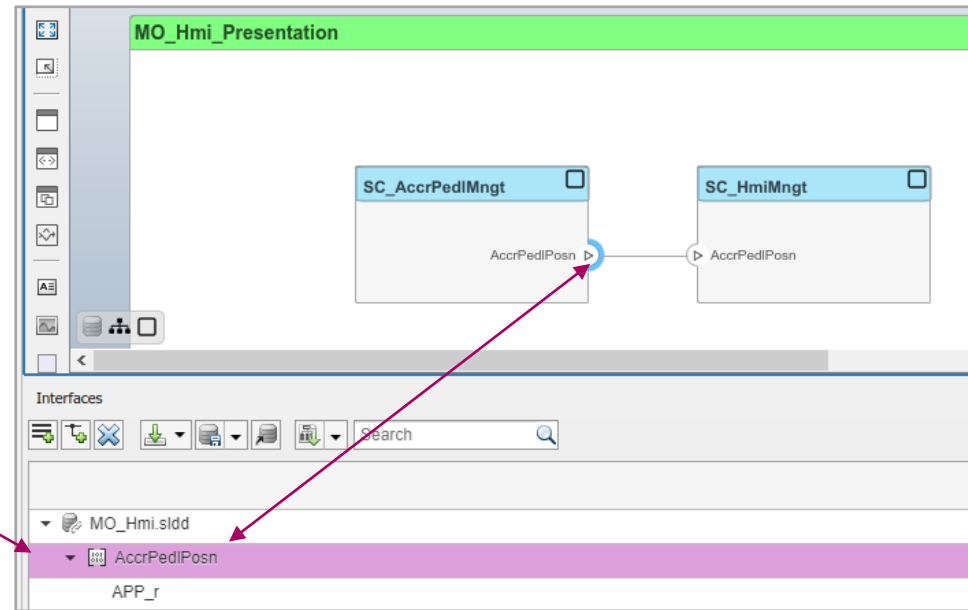 MO_Hmi_Presentation
SC_AccrPedlMngt
SC_HmiMngt
AccrPedlPosn
AccrPedlPosn
Interfaces
Search
MO_Hmi.sldd
AccrPedlPosn
APP_r